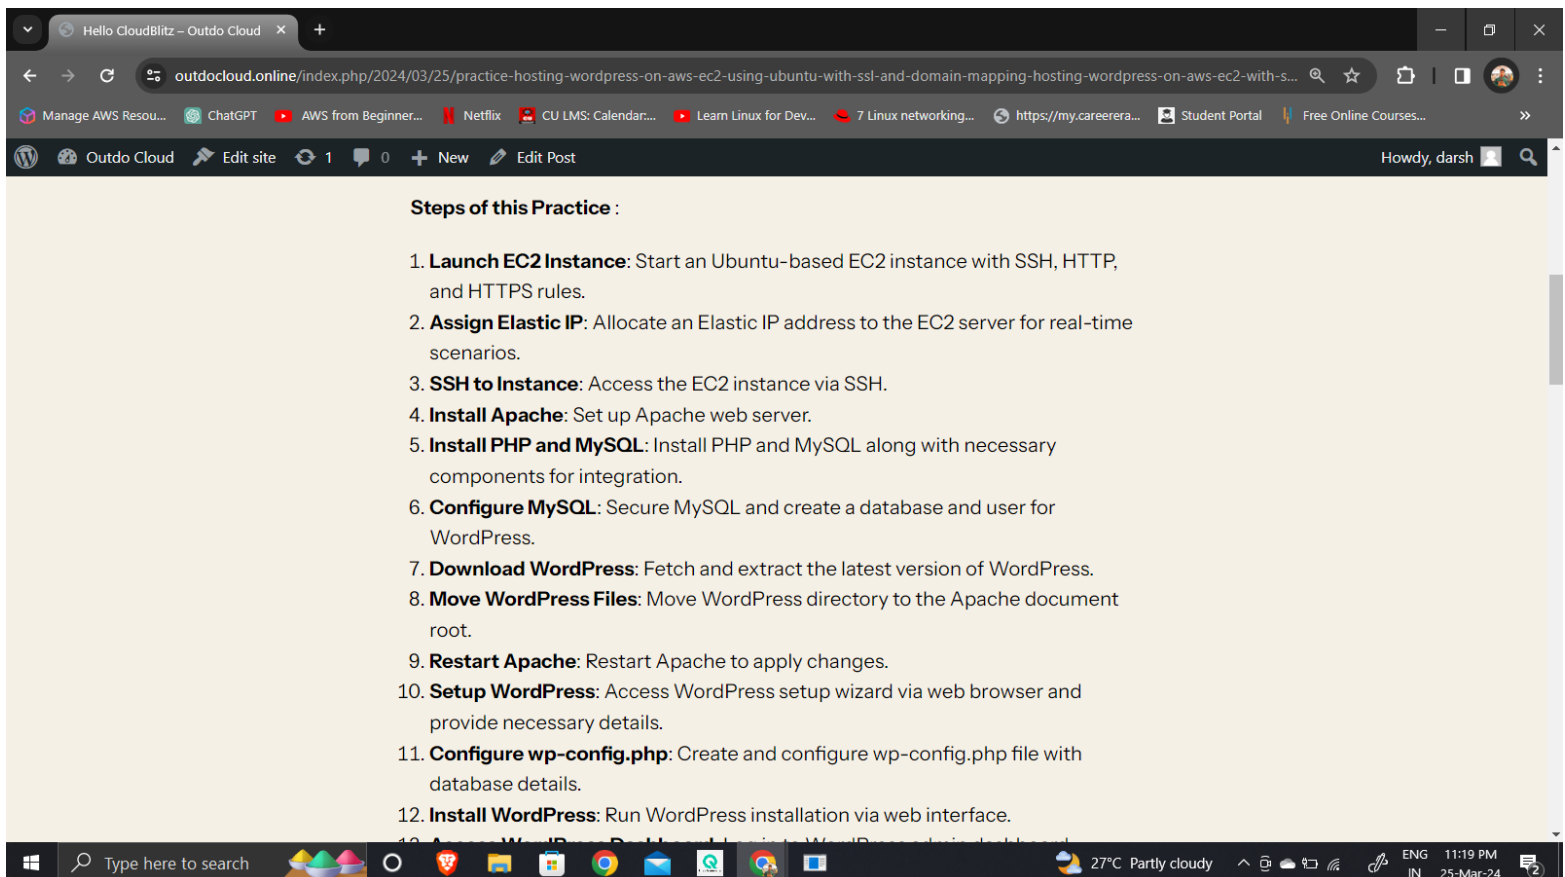 Hello CloudBlitz – Outdo Cloud
outdocloud.online/index.php/2024/03/25/practice-hosting-wordpress-on-aws-ec2-using-ubuntu-with-ssl-and-domain-mapping-hosting-wordpress-on-aws-ec2-with-s...
Manage AWS Resou... ChatGPT AWS from Beginner... Netflix CU LMS: Calendar:... Learn Linux for Dev... 7 Linux networking... https://my.careerera... Student Portal Free Online Courses... »
Outdo Cloud Edit site 1 0 New Edit Post Howdy, darsh
Steps of this Practice :
1. Launch EC2 Instance: Start an Ubuntu-based EC2 instance with SSH, HTTP,
and HTTPS rules.
2. Assign Elastic IP: Allocate an Elastic IP address to the EC2 server for real-time
scenarios.
3. SSH to Instance: Access the EC2 instance via SSH.
4. Install Apache: Set up Apache web server.
5. Install PHP and MySQL: Install PHP and MySQL along with necessary
components for integration.
6. Configure MySQL: Secure MySQL and create a database and user for
WordPress.
7. Download WordPress: Fetch and extract the latest version of WordPress.
8. Move WordPress Files: Move WordPress directory to the Apache document
root.
9. Restart Apache: Restart Apache to apply changes.
10. Setup WordPress: Access WordPress setup wizard via web browser and
provide necessary details.
11. Configure wp-config.php: Create and configure wp-config.php file with
database details.
12. Install WordPress: Run WordPress installation via web interface.
Type here to search 27°C Partly cloudy ENG 11:19 PM
IN 25-Mar-24 2